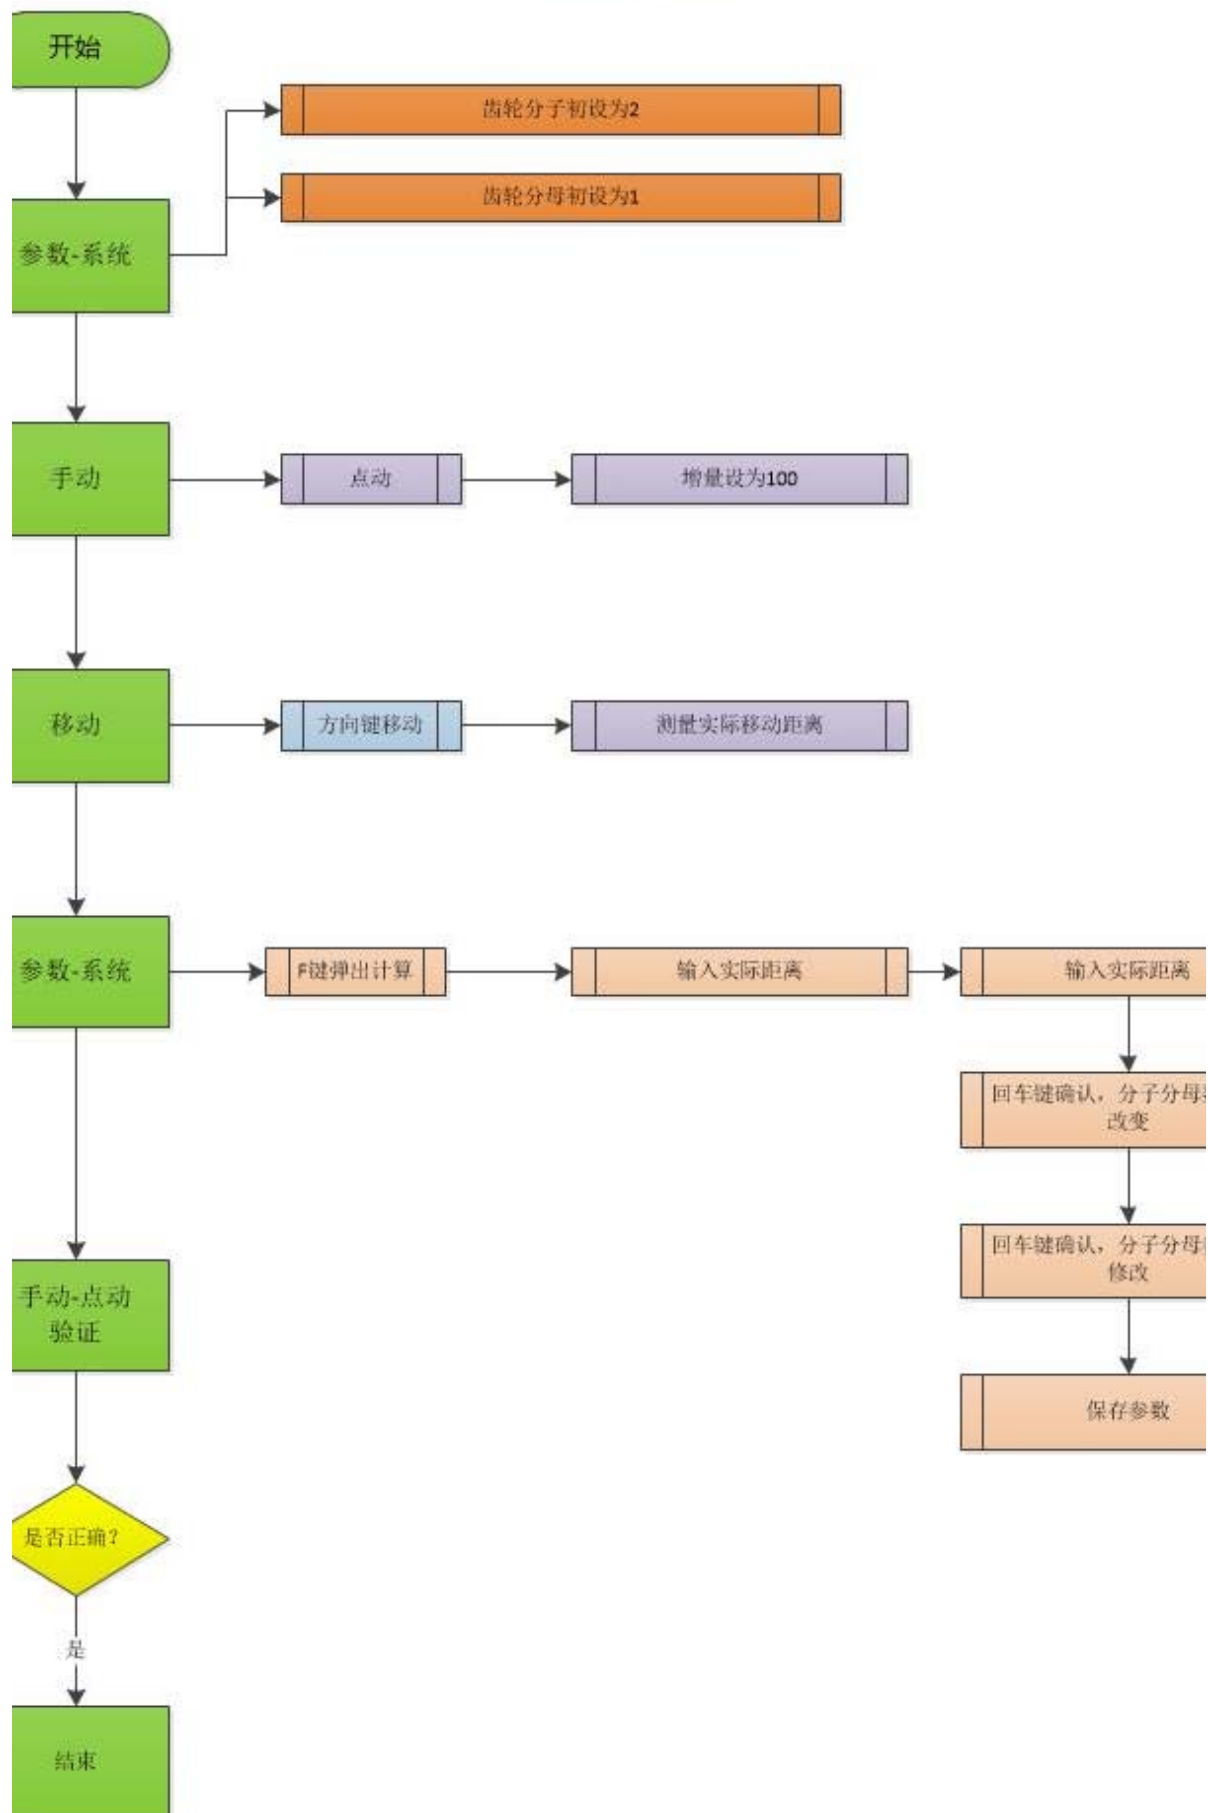 开始
齿轮分子初设为2
齿轮分母初设为1
参数-系统
手动
点动
增量设为100
移动
方向键移动
测量实际移动距离
参数-系统
F键弹出计算
输入实际距离
输入实际距离
回车键确认，分子分母
改变
回车键确认，分子分母
修改
保存参数
手动-点动
验证
是否正确?
是
结束